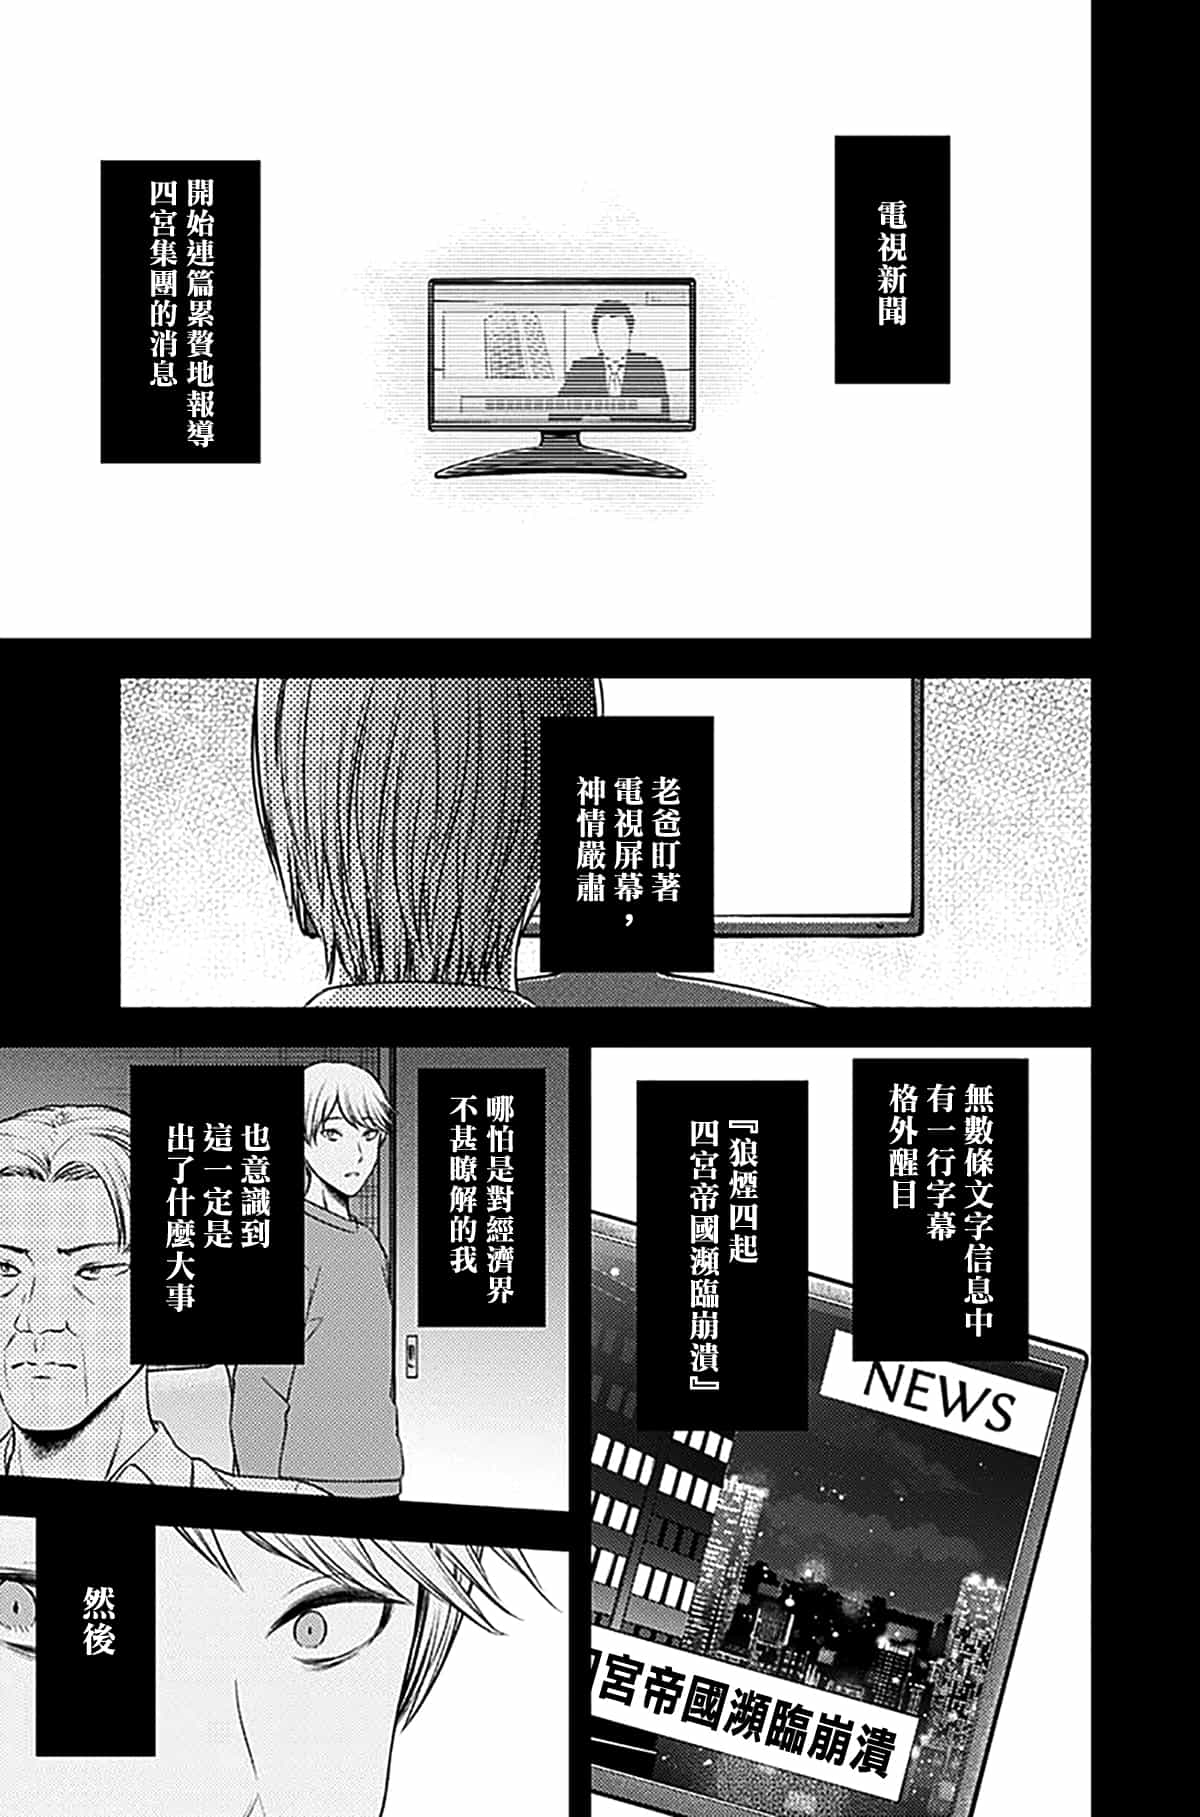 電視新聞
開始連篇累贅地報導
四宮集團的消息
老爸盯著
電視屏幕，
神情嚴肅
無數條文字信息中
有一行字幕
格外醒目
『狼煙四起
四宮帝國瀕臨崩潰』
NEWS
四宮帝國瀕臨崩潰
哪怕是對經濟界
不甚瞭解的我
也意識到
這一定是
出了什麼大事
然後